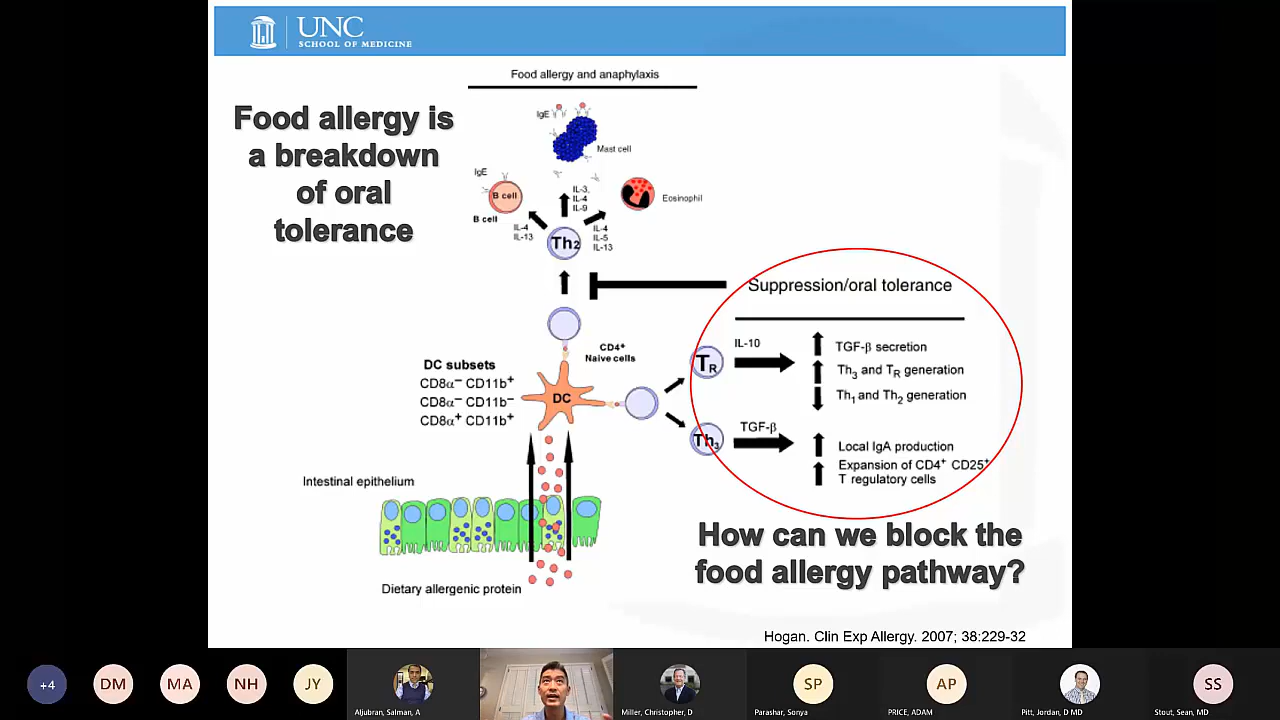 UNC
SCHOOL OF MEDICINE
Food allergy is
a breakdown
of oral
tolerance
Food allergy and anaphylaxis
IgE
Mast cell
IgE
B cell
B cell
IL-3,
IL-4
IL-9
Eosinophil
IL-4
IL-13
Th2
IL-4
IL-5
IL-13
Suppression/oral tolerance
CD4+
Naive cells
DC subsets
CD8α− CD11b+
CD8α− CD11b−
CD8α+ CD11b+
DC
TR
IL-10
TGF-β secretion
Th3 and TR generation
Th1 and Th2 generation
Th3
TGF-β
Local IgA production
Expansion of CD4+ CD25+
T regulatory cells
Intestinal epithelium
Dietary allergenic protein
How can we block the
food allergy pathway?
Hogan. Clin Exp Allergy. 2007; 38:229-32
+4
DM
MA
NH
JY
SP
AP
SS
Aljubran, Salman, A
Miller, Christopher, D
Parashar, Sonya
PRICE, ADAM
Pitt, Jordan, D MD
Stout, Sean, MD